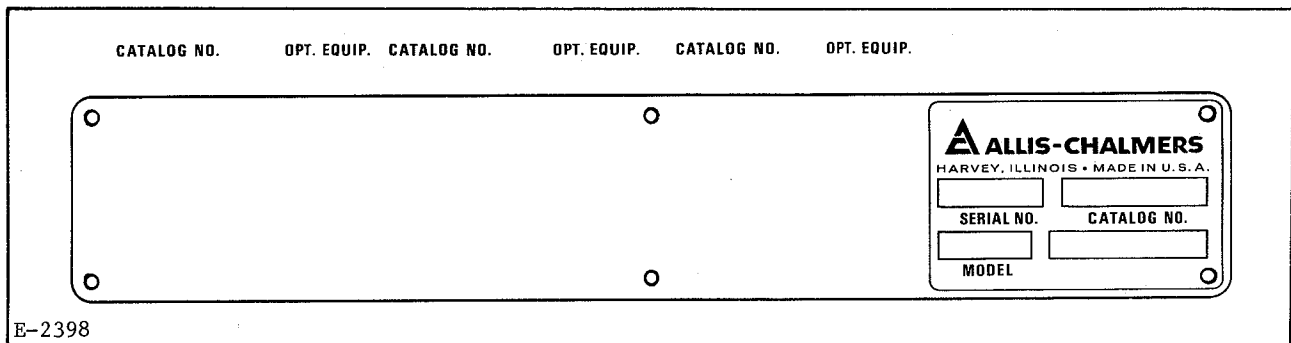 CATALOG NO. OPT. EQUIP. CATALOG NO. OPT. EQUIP. CATALOG NO. OPT. EQUIP.
ALLIS-CHALMERS
HARVEY, ILLINOIS • MADE IN U.S.A.
SERIAL NO. CATALOG NO.
MODEL
E-2398